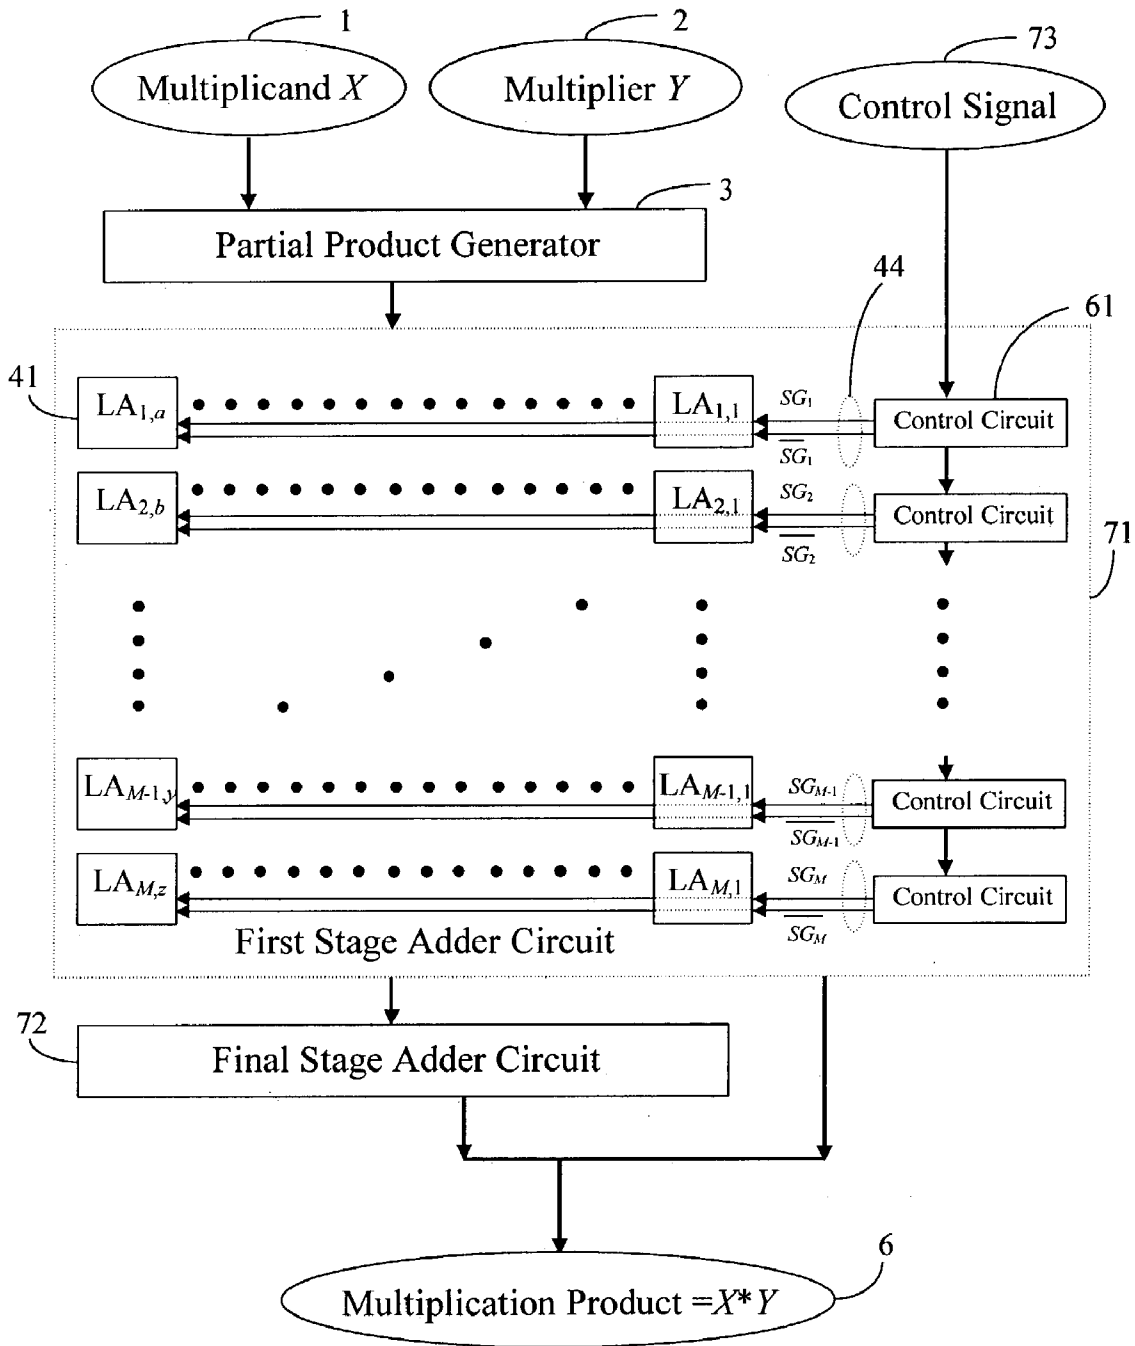 1
2
73
Multiplicand X
Multiplier Y
Control Signal
3
Partial Product Generator
44
61
41
LA1,a
LA1,1
SG1
SG1
Control Circuit
LA2,b
LA2,1
SG2
SG2
Control Circuit
71
LAM-1,y
LAM-1,1
SGM-1
SGM-1
Control Circuit
LAM,z
LAM,1
SGM
SGM
Control Circuit
First Stage Adder Circuit
72
Final Stage Adder Circuit
6
Multiplication Product =X*Y